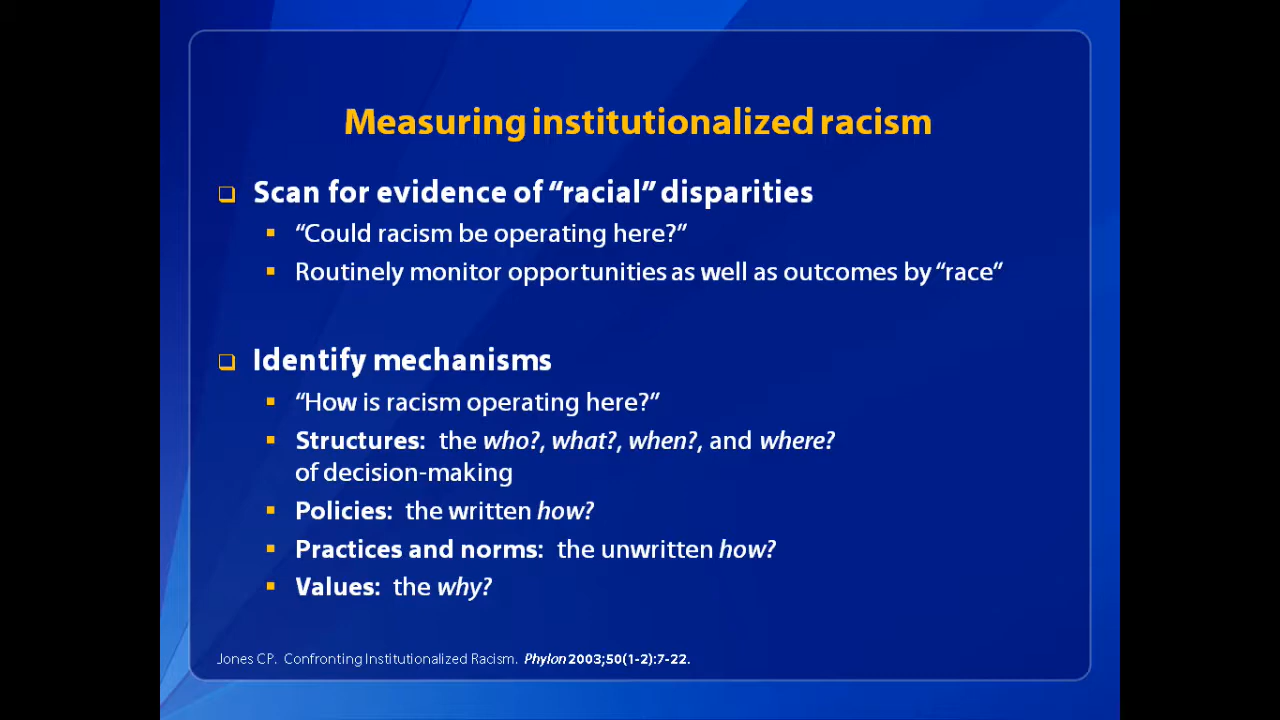 Measuring institutionalized racism
❑ Scan for evidence of “racial” disparities
▪ “Could racism be operating here?”
▪ Routinely monitor opportunities as well as outcomes by “race”
❑ Identify mechanisms
▪ “How is racism operating here?”
▪ Structures: the who?, what?, when?, and where?
of decision-making
▪ Policies: the written how?
▪ Practices and norms: the unwritten how?
▪ Values: the why?
Jones CP. Confronting Institutionalized Racism. Phylon 2003;50(1-2):7-22.